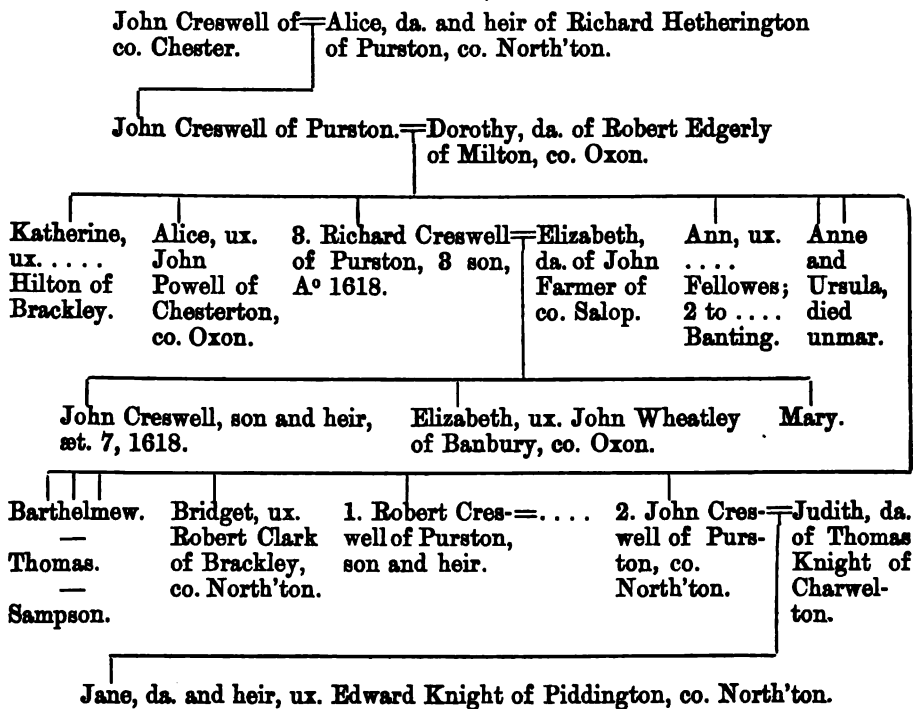 John Creswell of=Alice, da. and heir of Richard Hetherington
co. Chester. of Purston, co. North'ton.
John Creswell of Purston.=Dorothy, da. of Robert Edgerly
of Milton, co. Oxon.
Katherine,
ux. . . . .
Hilton of
Brackley.
Alice, ux.
John
Powell of
Chesterton,
co. Oxon.
3. Richard Creswell=
of Purston, 3 son,
Aº 1618.
Elizabeth,
da. of John
Farmer of
co. Salop.
Ann, ux.
. . . .
Fellowes;
2 to . . . .
Banting.
Anne
and
Ursula,
died
unmar.
John Creswell, son and heir,
æt. 7, 1618.
Elizabeth, ux. John Wheatley
of Banbury, co. Oxon.
Mary.
Barthelmew.
—
Thomas.
—
Sampson.
Bridget, ux.
Robert Clark
of Brackley,
co. North'ton.
1. Robert Cres-=. . . .
well of Purston,
son and heir.
2. John Cres-=
well of Purs-
ton, co.
North'ton.
Judith, da.
of Thomas
Knight of
Charwel-
ton.
Jane, da. and heir, ux. Edward Knight of Piddington, co. North'ton.